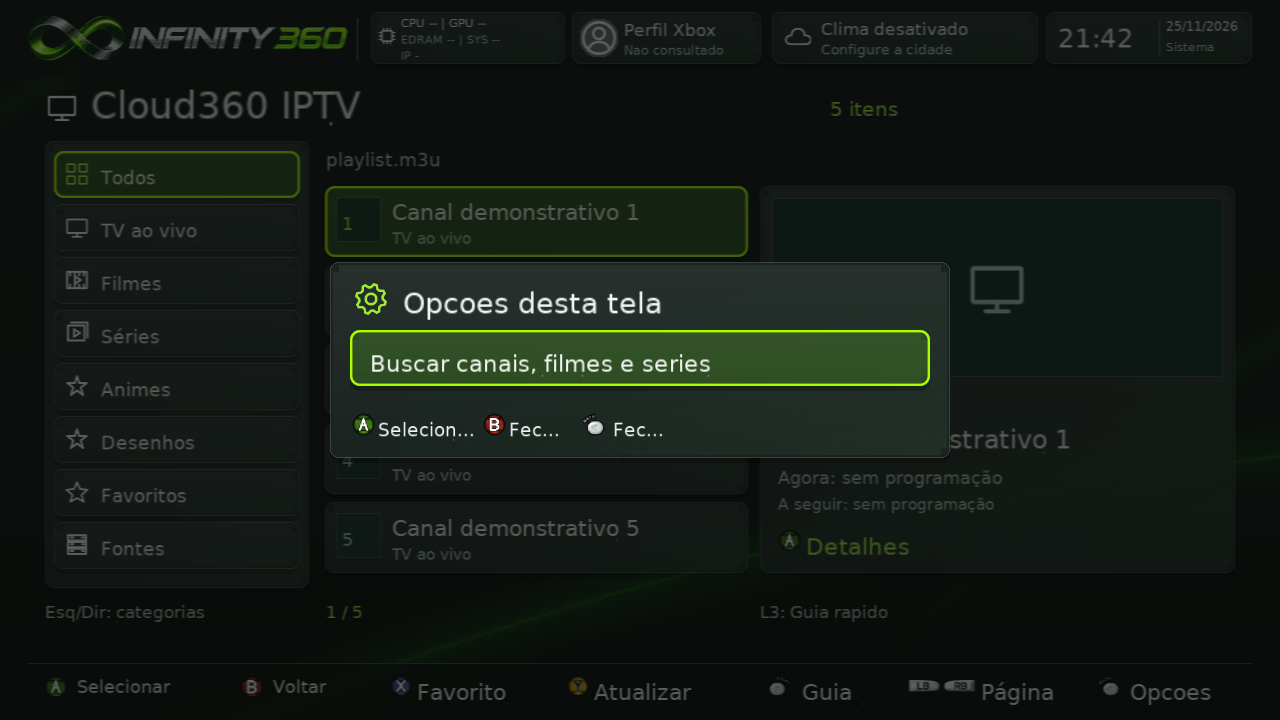 INFINITY360
CPU -- | GPU --
EDRAM -- | SYS --
IP -
Perfil Xbox
Nao consultado
Clima desativado
Configure a cidade
21:42
25/11/2026
Sistema
Cloud360 IPTV
5 itens
Todos
TV ao vivo
Filmes
Séries
Animes
Desenhos
Favoritos
Fontes
playlist.m3u
1
Canal demonstrativo 1
TV ao vivo
Opcoes desta tela
Buscar canais, filmes e series
A Selecion...
B Fec...
Fec...
4
TV ao vivo
5
Canal demonstrativo 5
TV ao vivo
strativo 1
Agora: sem programação
A seguir: sem programação
A Detalhes
Esq/Dir: categorias
1 / 5
L3: Guia rapido
A Selecionar
B Voltar
X Favorito
Y Atualizar
Guia
LB RB Página
Opcoes